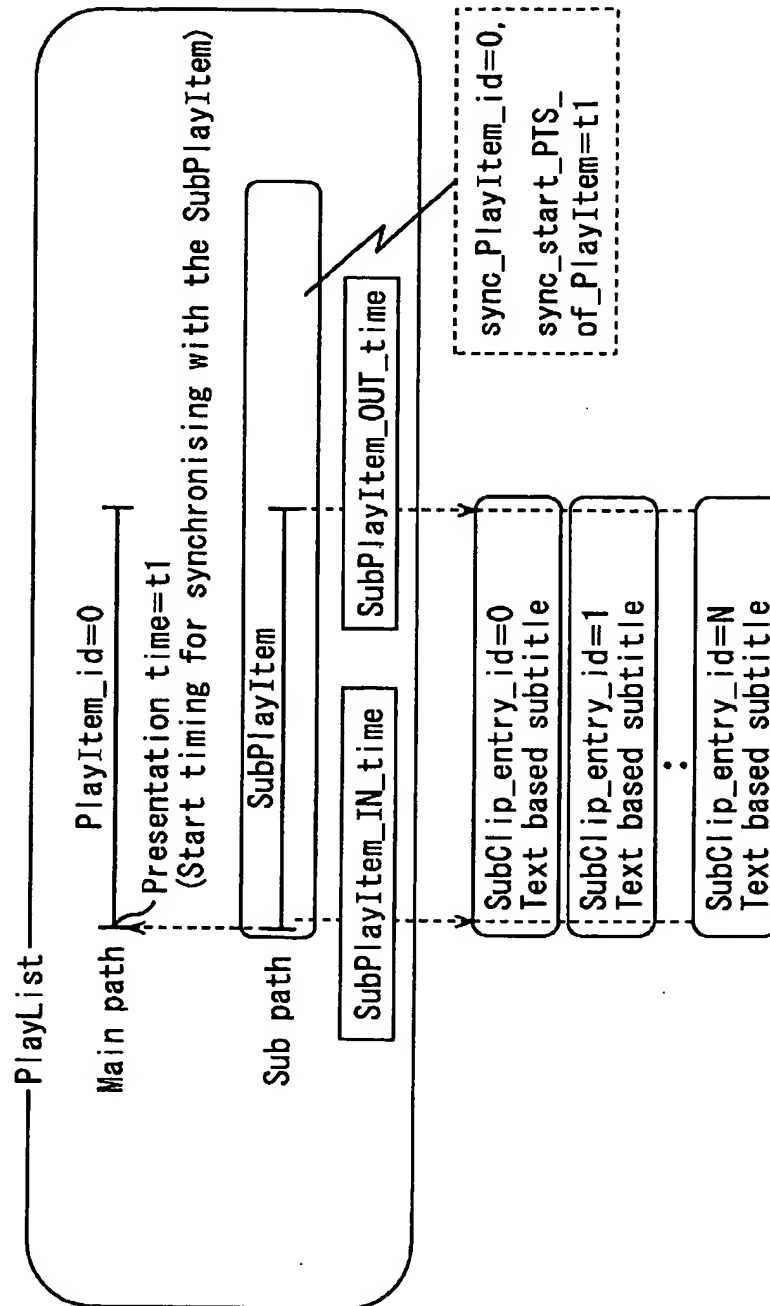 PlayList
Main path
PlayItem_id=0
Presentation time=t1
(Start timing for synchronising with the SubPlayItem)
SubPlayItem
Sub path
SubPlayItem_IN_time
SubPlayItem_OUT_time
sync_PlayItem_id=0,
sync_start_PTS_
of_PlayItem=t1
SubClip_entry_id=0
Text based subtitle
SubClip_entry_id=1
Text based subtitle
SubClip_entry_id=N
Text based subtitle